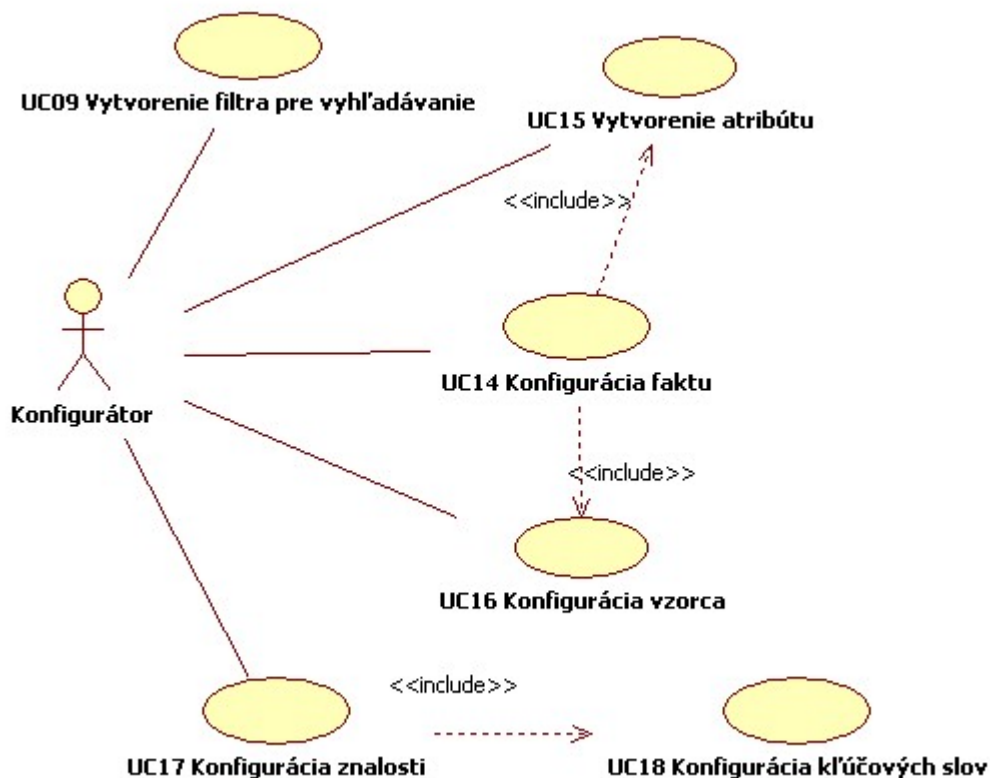 UC09 Vytvorenie filtra pre vyhľadávanie
UC15 Vytvorenie atribútu
<<include>>
UC14 Konfigurácia faktu
Konfigurátor
<<include>>
UC16 Konfigurácia vzorca
<<include>>
UC17 Konfigurácia znalosti
UC18 Konfigurácia kľúčových slov